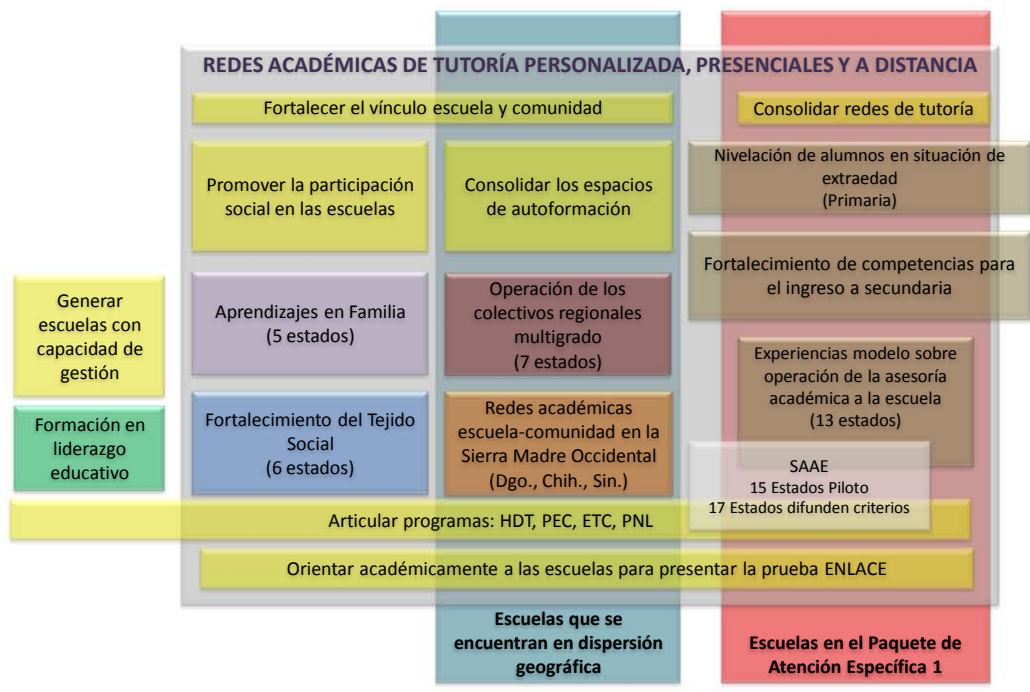 REDES ACADÉMICAS DE TUTORÍA PERSONALIZADA, PRESENCIALES Y A DISTANCIA
Fortalecer el vínculo escuela y comunidad
Consolidar redes de tutoría
Promover la participación
social en las escuelas
Consolidar los espacios
de autoformación
Nivelación de alumnos en situación de
extraedad
(Primaria)
Fortalecimiento de competencias para
el ingreso a secundaria
Generar
escuelas con
capacidad de
gestión
Aprendizajes en Familia
(5 estados)
Operación de los
colectivos regionales
multigrado
(7 estados)
Experiencias modelo sobre
operación de la asesoría
académica a la escuela
(13 estados)
Formación en
liderazgo
educativo
Fortalecimiento del Tejido
Social
(6 estados)
Redes académicas
escuela-comunidad en la
Sierra Madre Occidental
(Dgo., Chih., Sin.)
SAAE
15 Estados Piloto
17 Estados difunden criterios
Articular programas: HDT, PEC, ETC, PNL
Orientar académicamente a las escuelas para presentar la prueba ENLACE
Escuelas que se
encuentran en dispersión
geográfica
Escuelas en el Paquete de
Atención Específica 1